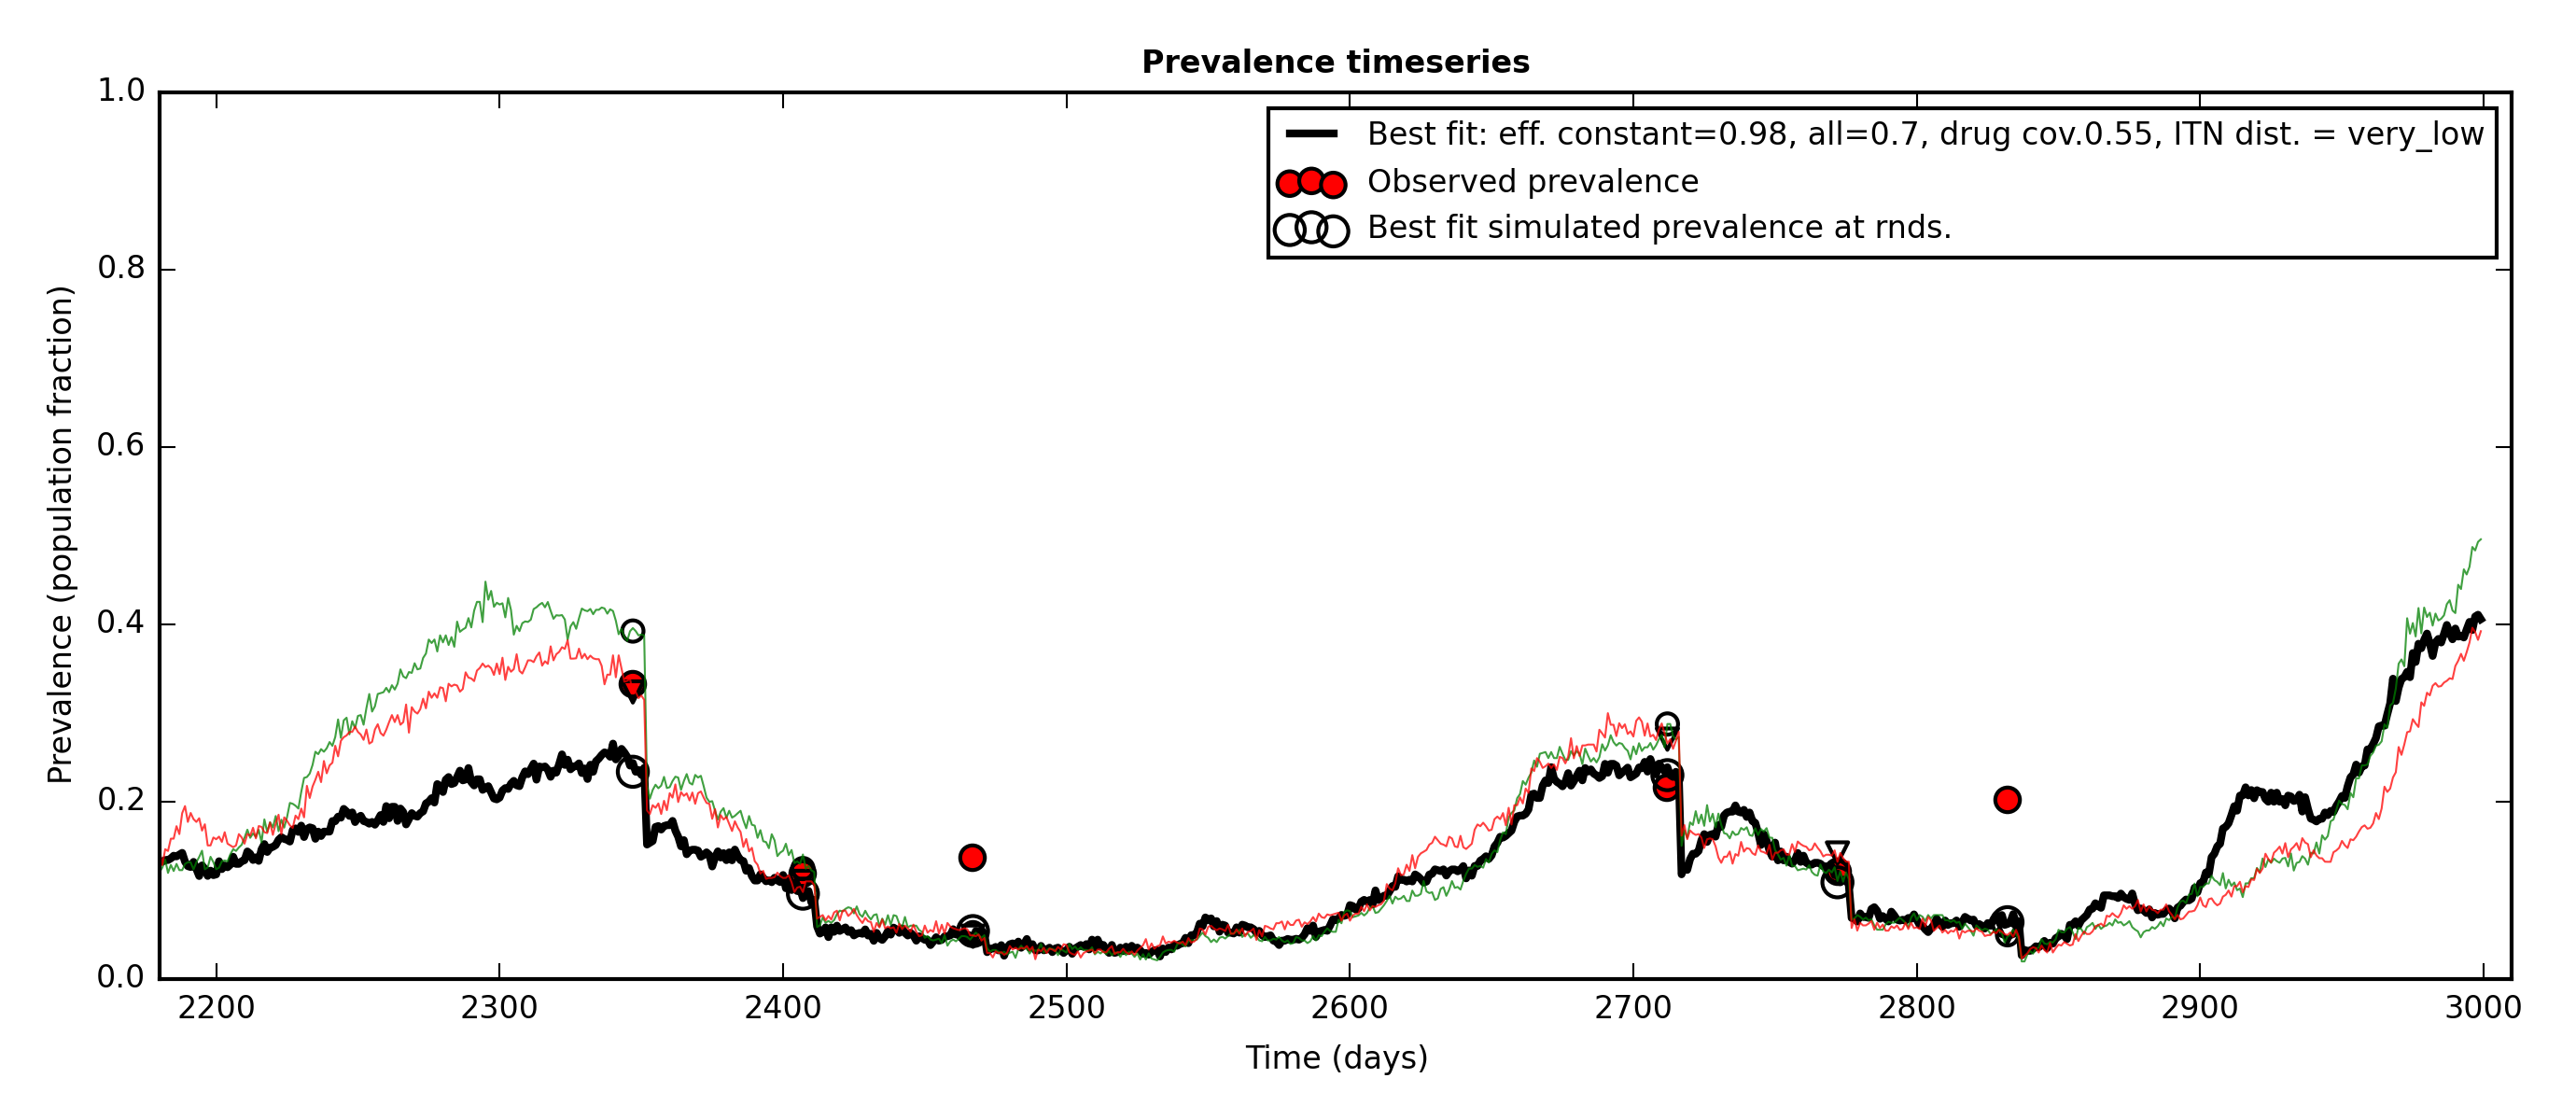 Prevalence timeseries
1.0
0.8
0.6
0.4
0.2
0.0
Prevalence (population fraction)
Best fit: eff. constant=0.98, all=0.7, drug cov.0.55, ITN dist. = very_low
Observed prevalence
Best fit simulated prevalence at rnds.
2200 2300 2400 2500 2600 2700 2800 2900 3000
Time (days)